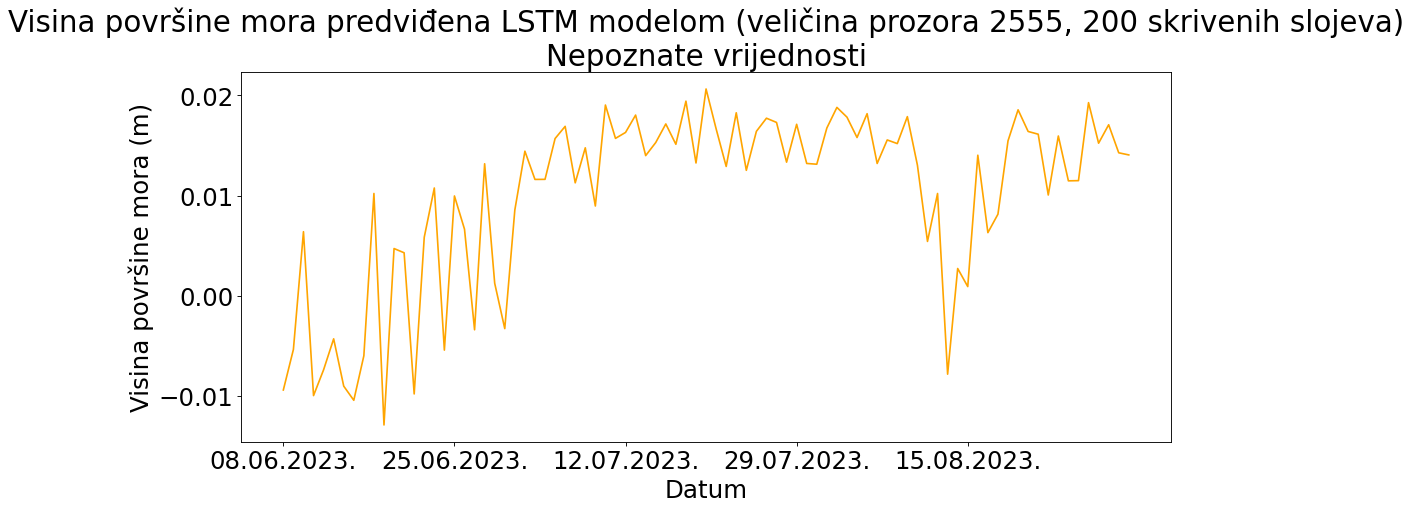 Visina površine mora predviđena LSTM modelom (veličina prozora 2555, 200 skrivenih slojeva)
Nepoznate vrijednosti
Visina površine mora (m)
0.02
0.01
0.00
−0.01
08.06.2023. 25.06.2023. 12.07.2023. 29.07.2023. 15.08.2023.
Datum